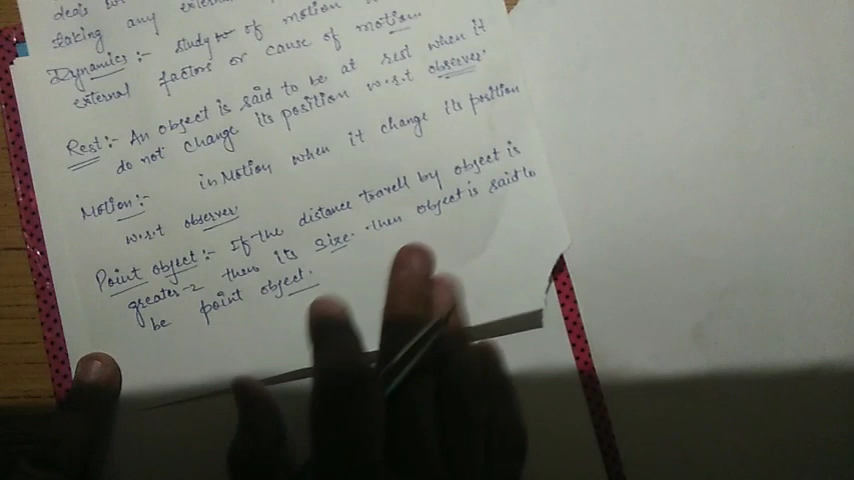 deals
taking any external
Dynamics :- study of motion
external factors or cause of motion.
Rest :- An object is said to be at rest when it
do not change its position w.r.t observer.
Motion :- in Motion when it change its position
w.r.t observer
Point object :- If the distance travell by object is
greater-r then its size. then object is said to
be point object.